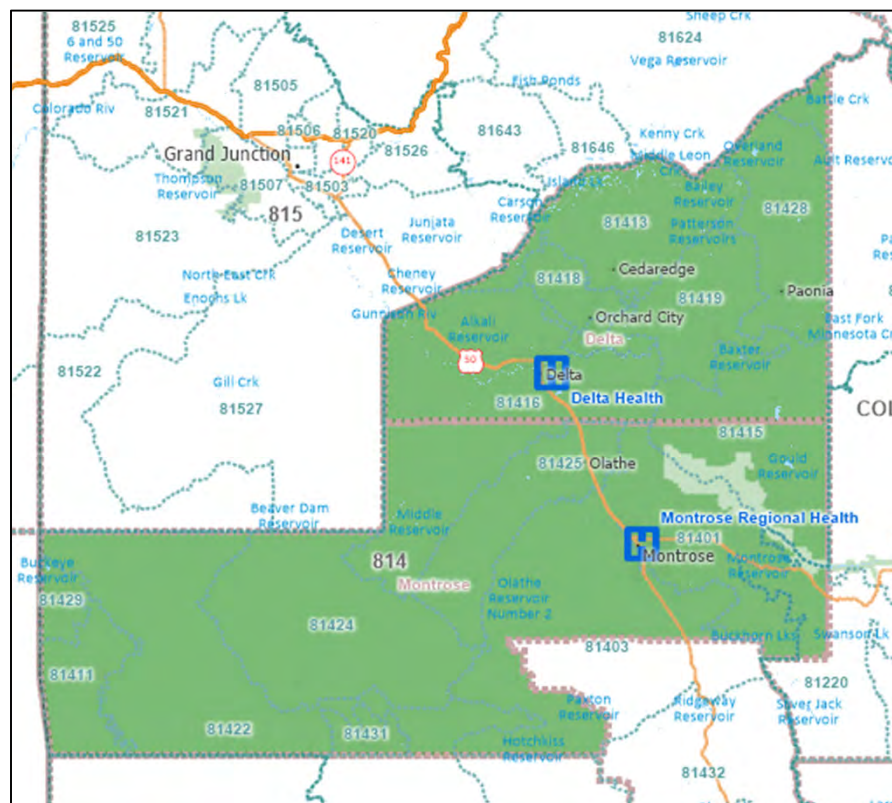 81525
6 and 50
Reservoir
Sheep Crk
81624
Vega Reservoir
81505
Fish Ponds
Colorado Riv
81521
81506
81520
81643
81646
Kenny Crk
Battle Crk
Grand Junction
141
81526
Middle Leon
Crk
Overland
Reservoir
Thompson
Reservoir
81507
81503
Island Lk
Bailey
Reservoir
Ault Reservo
815
Carson
Reservoir
81413
Patterson
Reservoirs
81428
81523
Desert
Reservoir
Juniata
Reservoir
North East Crk
Enochs Lk
Cheney
Reservoir
81418
Cedaredge
81419
Paonia
Gunnison Riv
Alkali
Reservoir
Orchard City
Delta
East Fork
Minnesota Cr
81522
50
Baxter
Reservoir
Gill Crk
81527
Delta
81416
Delta Health
COL
81415
81425
Olathe
Gould
Reservoir
Beaver Dam
Reservoir
Middle
Reservoir
Montrose Regional Health
81401
Montrose
Montrose
Reservoir
814
Montrose
Buckeye
Reservoir
81429
Olathe
Reservoir
Number 2
81424
Buckhorn Lks
Swanson Lk
81403
81411
81220
Silver Jack
Reservoir
Paxton
Reservoir
Ridgway
Reservoir
81422
81431
Hotchkiss
Reservoir
81432